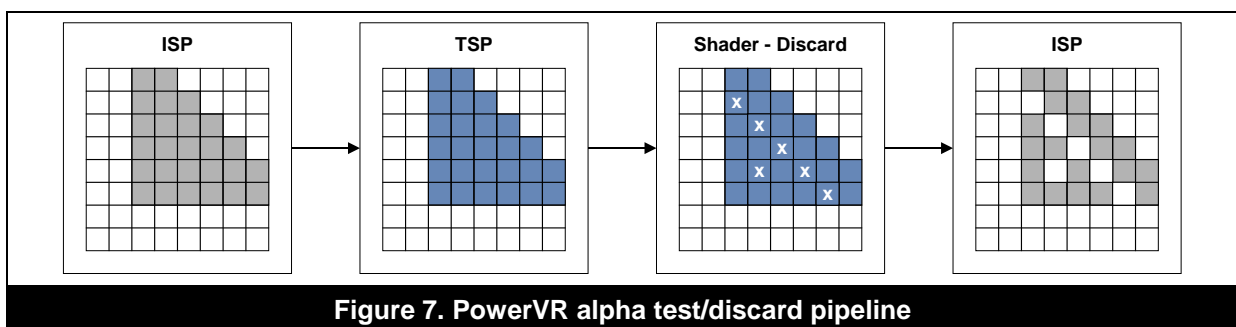 ISP
TSP
Shader - Discard
ISP
x
x
x
x x
x
Figure 7. PowerVR alpha test/discard pipeline